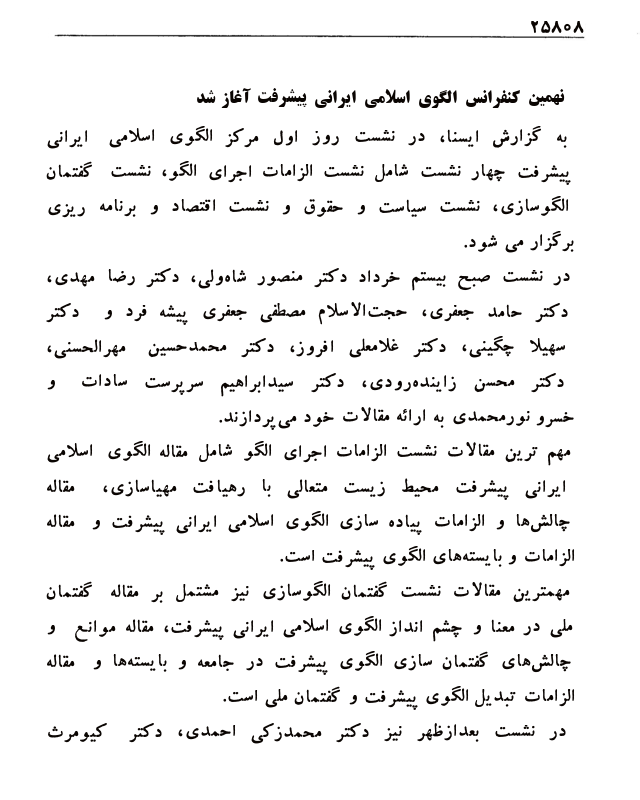 ۲۵۸۰۸
نهمین کنفرانس الگوی اسلامی ایرانی پیشرفت آغاز شد
به گزارش ایسنا، در نشست روز اول مرکز الگوی اسلامی ایرانی
پیشرفت چهار نشست شامل نشست الزامات اجرای الگو، نشست گفتمان
الگوسازی، نشست سیاست و حقوق و نشست اقتصاد و برنامه ریزی
برگزار می شود.
در نشست صبح بیستم خرداد دکتر منصور شاه‌ولی، دکتر رضا مهدی،
دکتر حامد جعفری، حجت‌الاسلام مصطفی جعفری پیشه فرد و دکتر
سهیلا چگینی، دکتر غلامعلی افروز، دکتر محمدحسین مهرالحسنی،
دکتر محسن زاینده‌رودی، دکتر سیدابراهیم سرپرست سادات و
خسرو نورمحمدی به ارائه مقالات خود می‌پردازند.
مهم ترین مقالات نشست الزامات اجرای الگو شامل مقاله الگوی اسلامی
ایرانی پیشرفت محیط زیست متعالی با رهیافت مهیاسازی، مقاله
چالش‌ها و الزامات پیاده سازی الگوی اسلامی ایرانی پیشرفت و مقاله
الزامات و بایسته‌های الگوی پیشرفت است.
مهمترین مقالات نشست گفتمان الگوسازی نیز مشتمل بر مقاله گفتمان
ملی در معنا و چشم انداز الگوی اسلامی ایرانی پیشرفت، مقاله موانع و
چالش‌های گفتمان سازی الگوی پیشرفت در جامعه و بایسته‌ها و مقاله
الزامات تبدیل الگوی پیشرفت و گفتمان ملی است.
در نشست بعدازظهر نیز دکتر محمدزکی احمدی، دکتر کیومرث